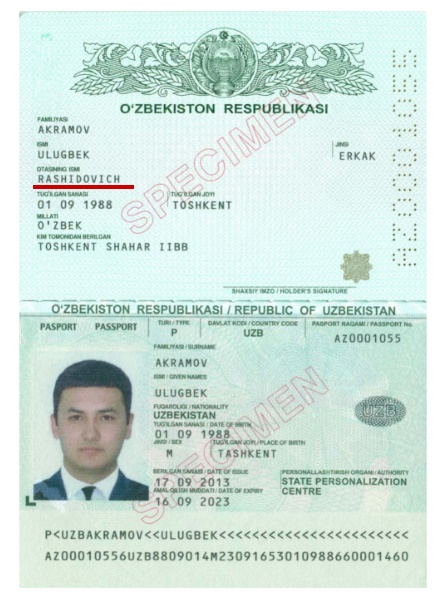 O'ZBEKISTON RESPUBLIKASI
FAMILIYASI
AKRAMOV
ISMI JINSI
ULUGBEK ERKAK
OTASINING ISMI
RASHIDOVICH
TUG'ILGAN SANASI TUG'ILGAN JOYI
01 09 1988 TOSHKENT
MILLATI
O'ZBEK
KIM TOMONIDAN BERILGAN
TOSHKENT SHAHAR IIBB
SPECIMEN
SHAXSIY IMZO / HOLDER'S SIGNATURE
O'ZBEKISTON RESPUBLIKASI / REPUBLIC OF UZBEKISTAN
PASPORT PASSPORT TURI / TYPE DAVLAT KODI / COUNTRY CODE PASPORT RAQAMI / PASSPORT No.
P UZB AZ0001055
FAMILIYASI / SURNAME
AKRAMOV
ISMI / GIVEN NAMES
ULUGBEK
FUQAROLIGI / NATIONALITY
UZBEKISTAN
UZB
TUG'ILGAN SANASI / DATE OF BIRTH
01 09 1988
JINSI / SEX TUG'ILGAN JOYI / PLACE OF BIRTH
M TASHKENT
BERILGAN SANASI / DATE OF ISSUE PERSONALLASHTIRISH ORGANI / AUTHORITY
17 09 2013 STATE PERSONALIZATION
AMAL QILISH MUDDATI / DATE OF EXPIRY CENTRE
16 09 2023
SPECIMEN
P<UZBAKRAMOV<<ULUGBEK<<<<<<<<<<<<<<<<<<<<<<<
AZ00010556UZB8809014M23091653010988660001460